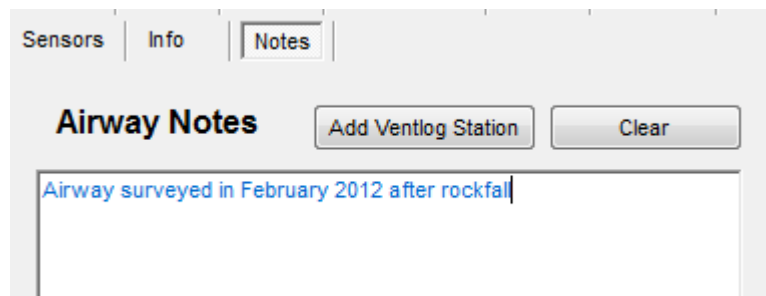 Sensors Info Notes
Airway Notes Add Ventlog Station Clear
Airway surveyed in February 2012 after rockfall